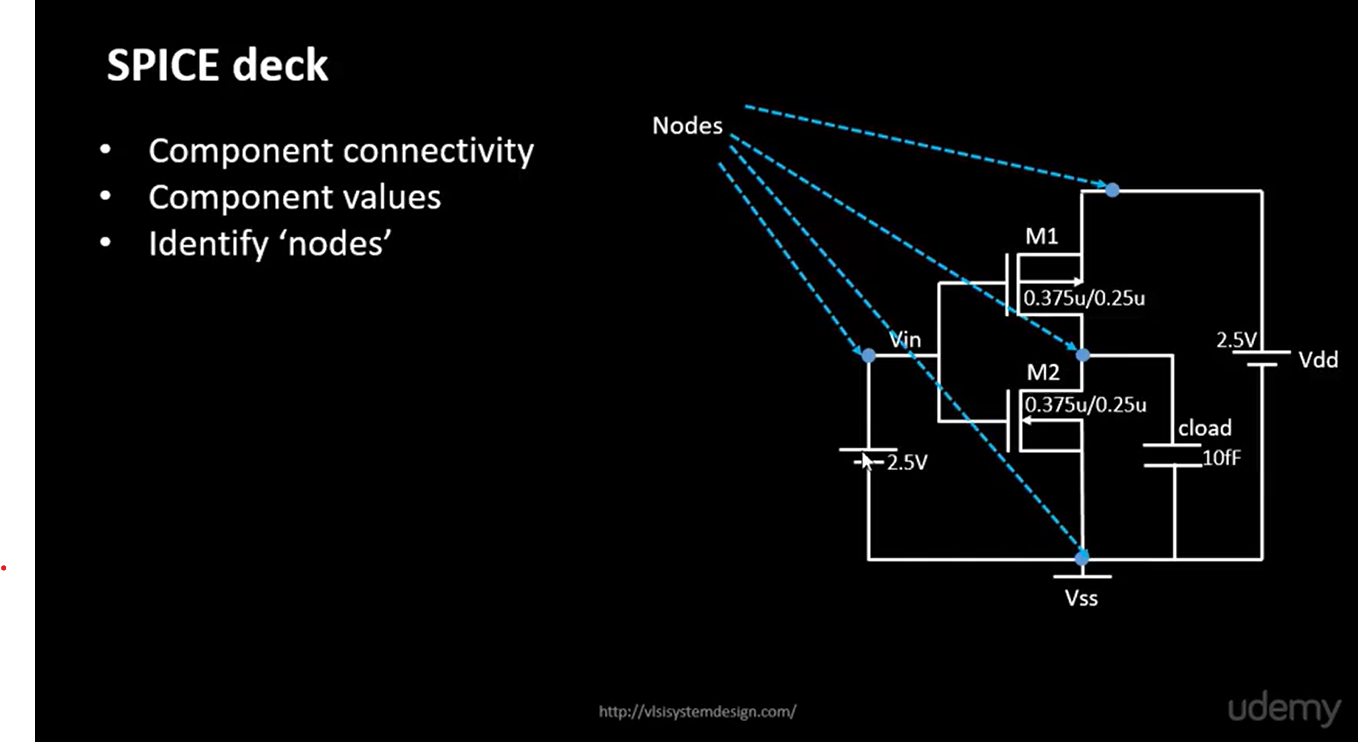 SPICE deck
• Component connectivity
• Component values
• Identify ‘nodes’
Nodes
M1
0.375u/0.25u
Vin
2.5V
Vdd
M2
0.375u/0.25u
cload
10fF
2.5V
Vss
http://vlsisystemdesign.com/
udemy